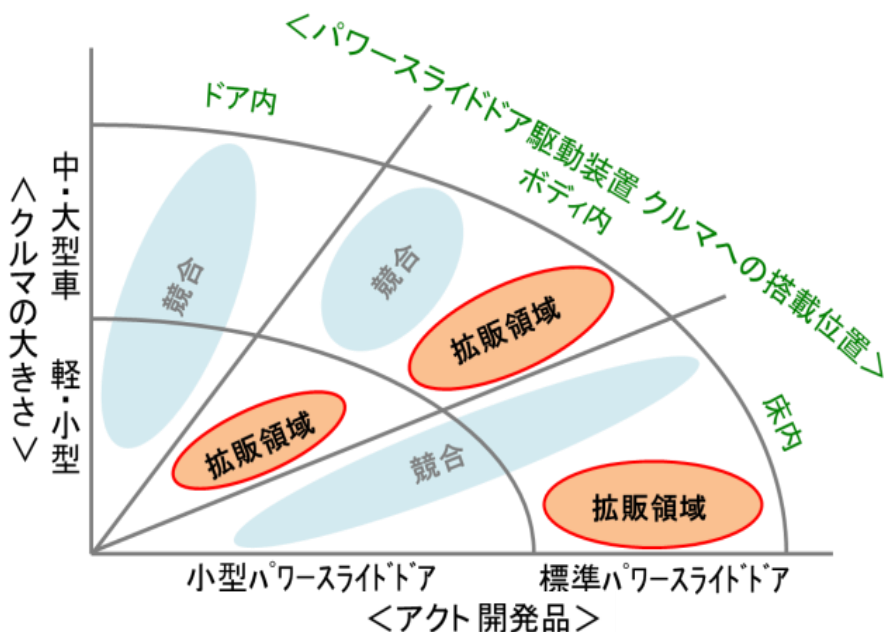 ＜パワースライドドア駆動装置 クルマへの搭載位置＞
ドア内
ボディ内
床内
＜クルマの大きさ＞
中・大型車
軽・小型
競合
競合
拡販領域
拡販領域
競合
拡販領域
小型ﾊﾟﾜｰｽﾗｲﾄﾞﾄﾞｱ
標準ﾊﾟﾜｰｽﾗｲﾄﾞﾄﾞｱ
＜アクト開発品＞